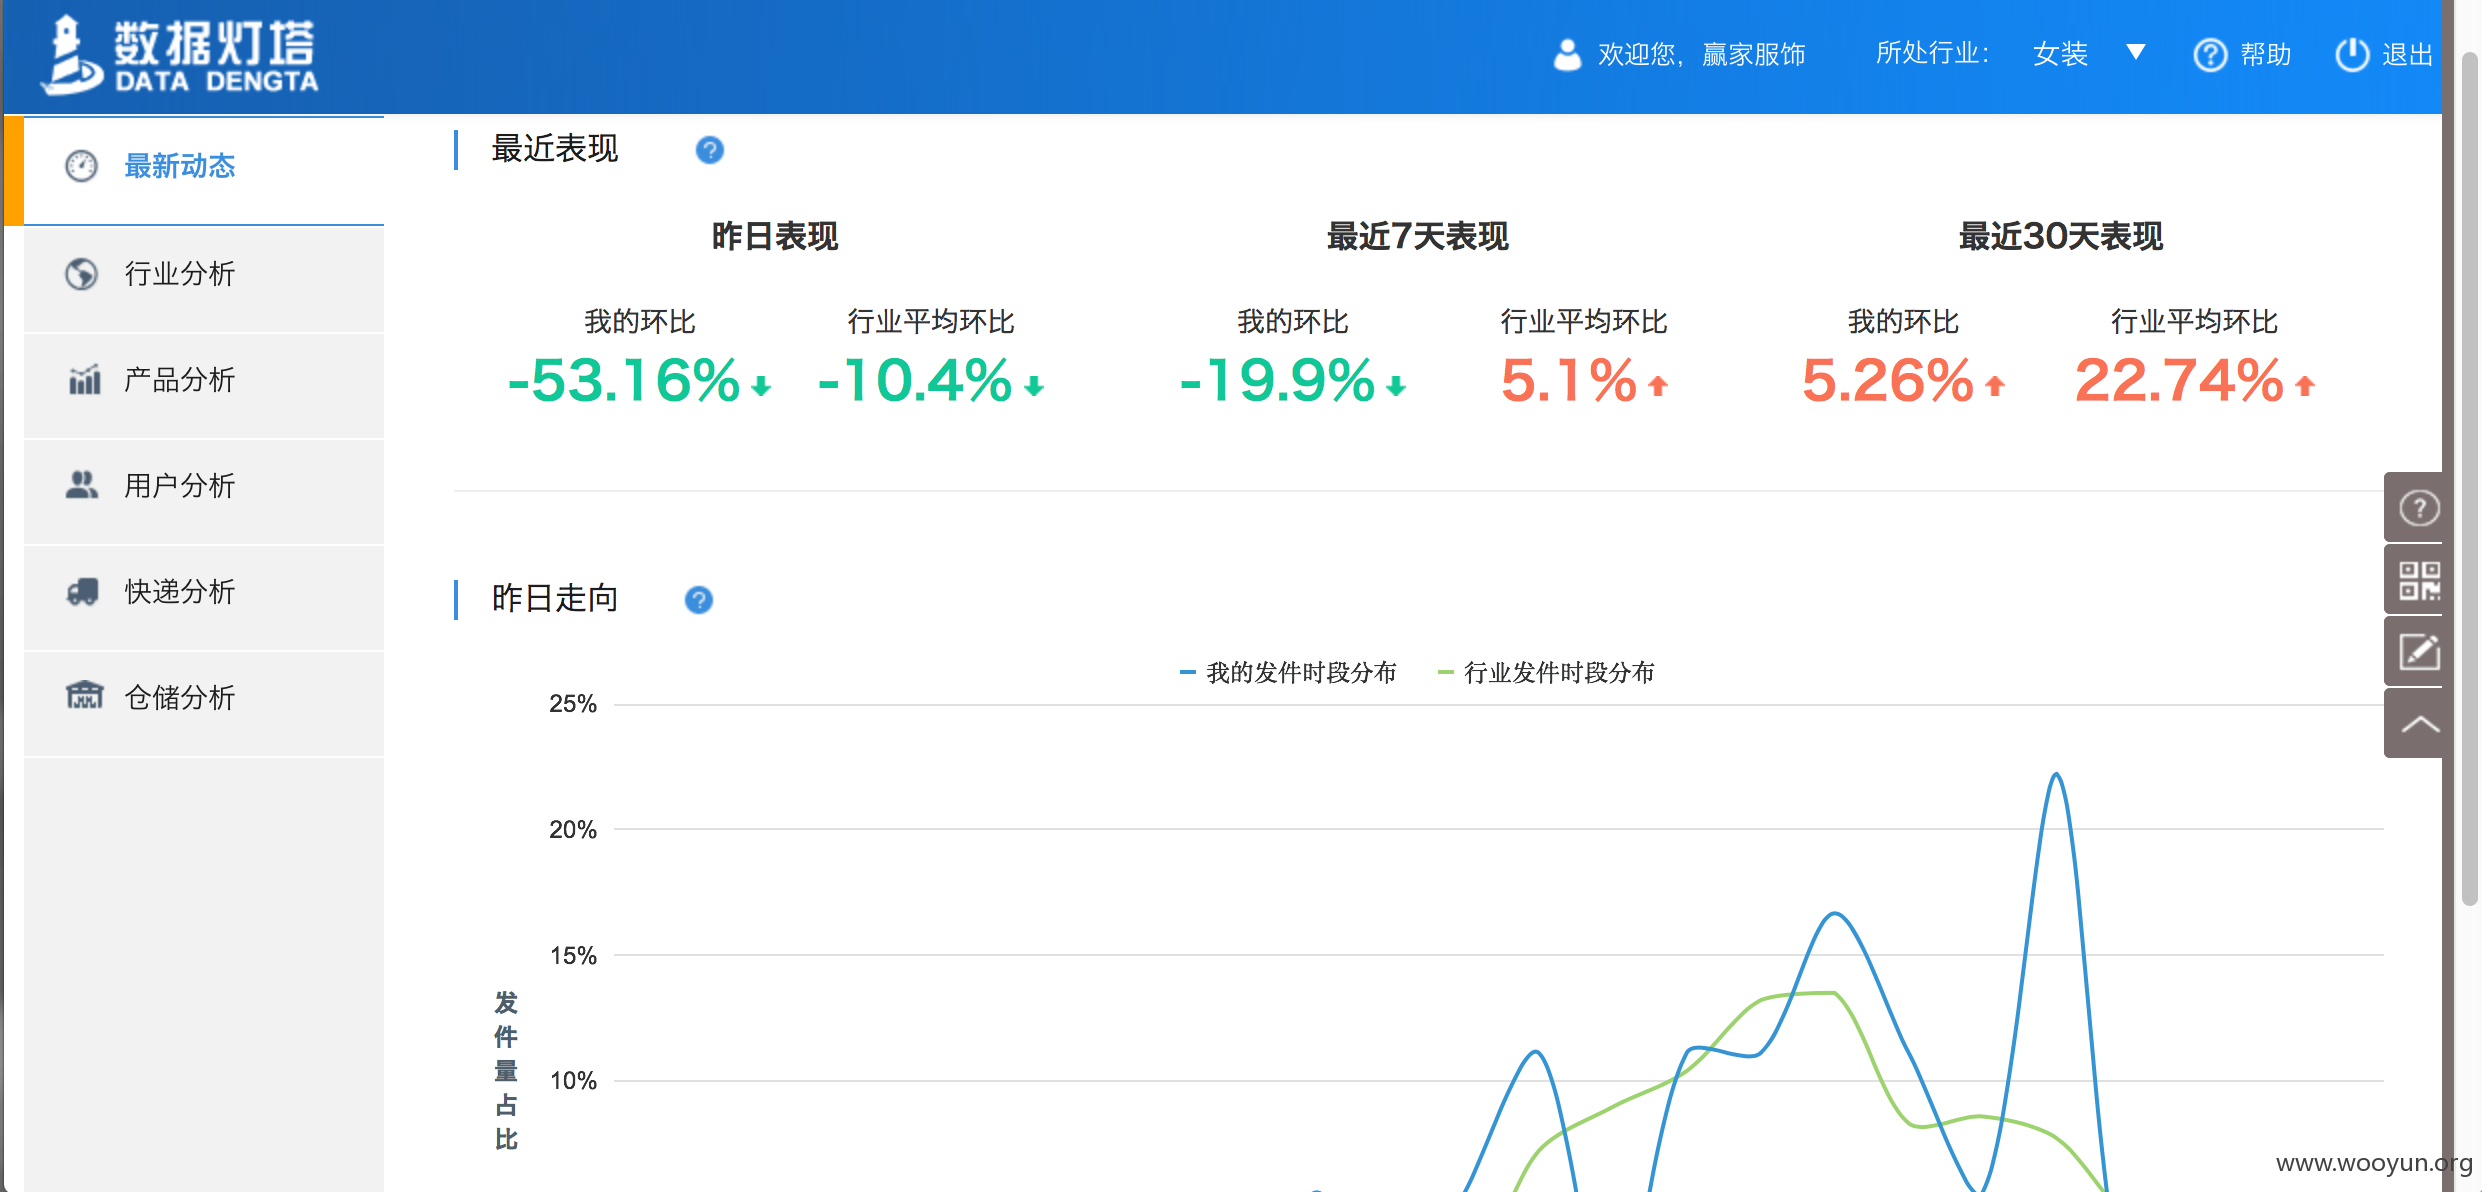 数据灯塔
DATA DENGTA
欢迎您，赢家服饰 所处行业： 女装 ▼ 帮助 退出
最新动态
行业分析
产品分析
用户分析
快递分析
仓储分析
最近表现
昨日表现 最近7天表现 最近30天表现
我的环比 行业平均环比 我的环比 行业平均环比 我的环比 行业平均环比
-53.16% -10.4% -19.9% 5.1% 5.26% 22.74%
昨日走向
我的发件时段分布 行业发件时段分布
25%
20%
15%
10%
发件量占比
www.wooyun.org